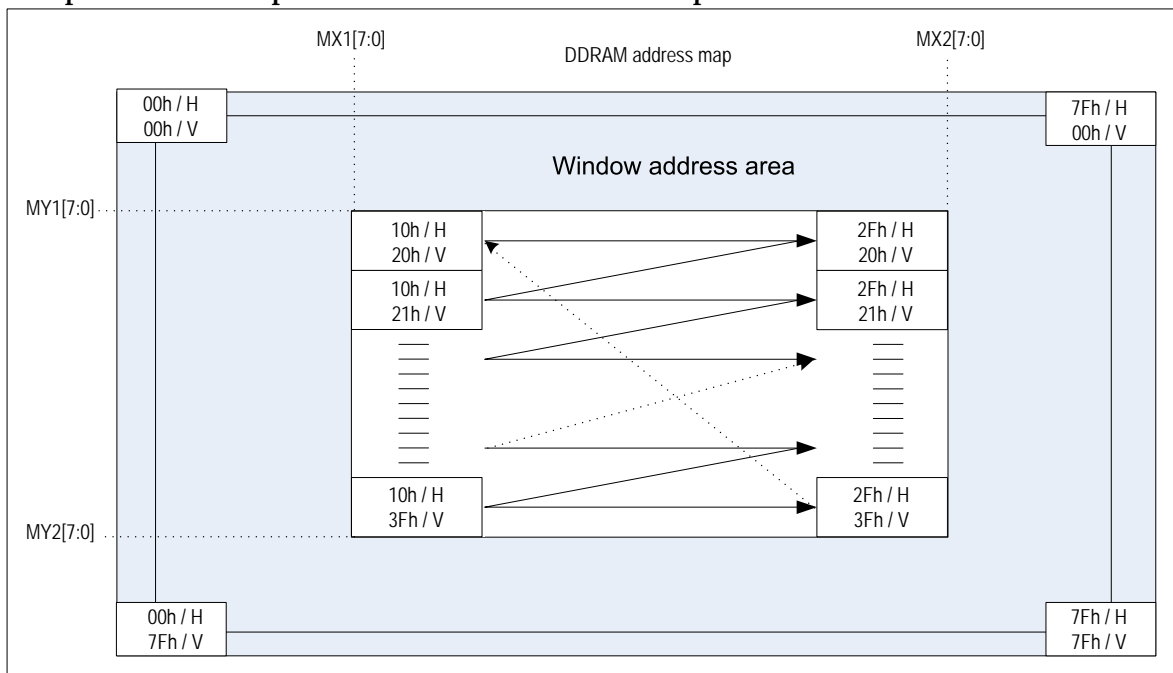 MX1[7:0]
MX2[7:0]
DDRAM address map
00h / H
00h / V
7Fh / H
00h / V
Window address area
MY1[7:0]
10h / H
20h / V
2Fh / H
20h / V
10h / H
21h / V
2Fh / H
21h / V
10h / H
3Fh / V
2Fh / H
3Fh / V
MY2[7:0]
00h / H
7Fh / V
7Fh / H
7Fh / V